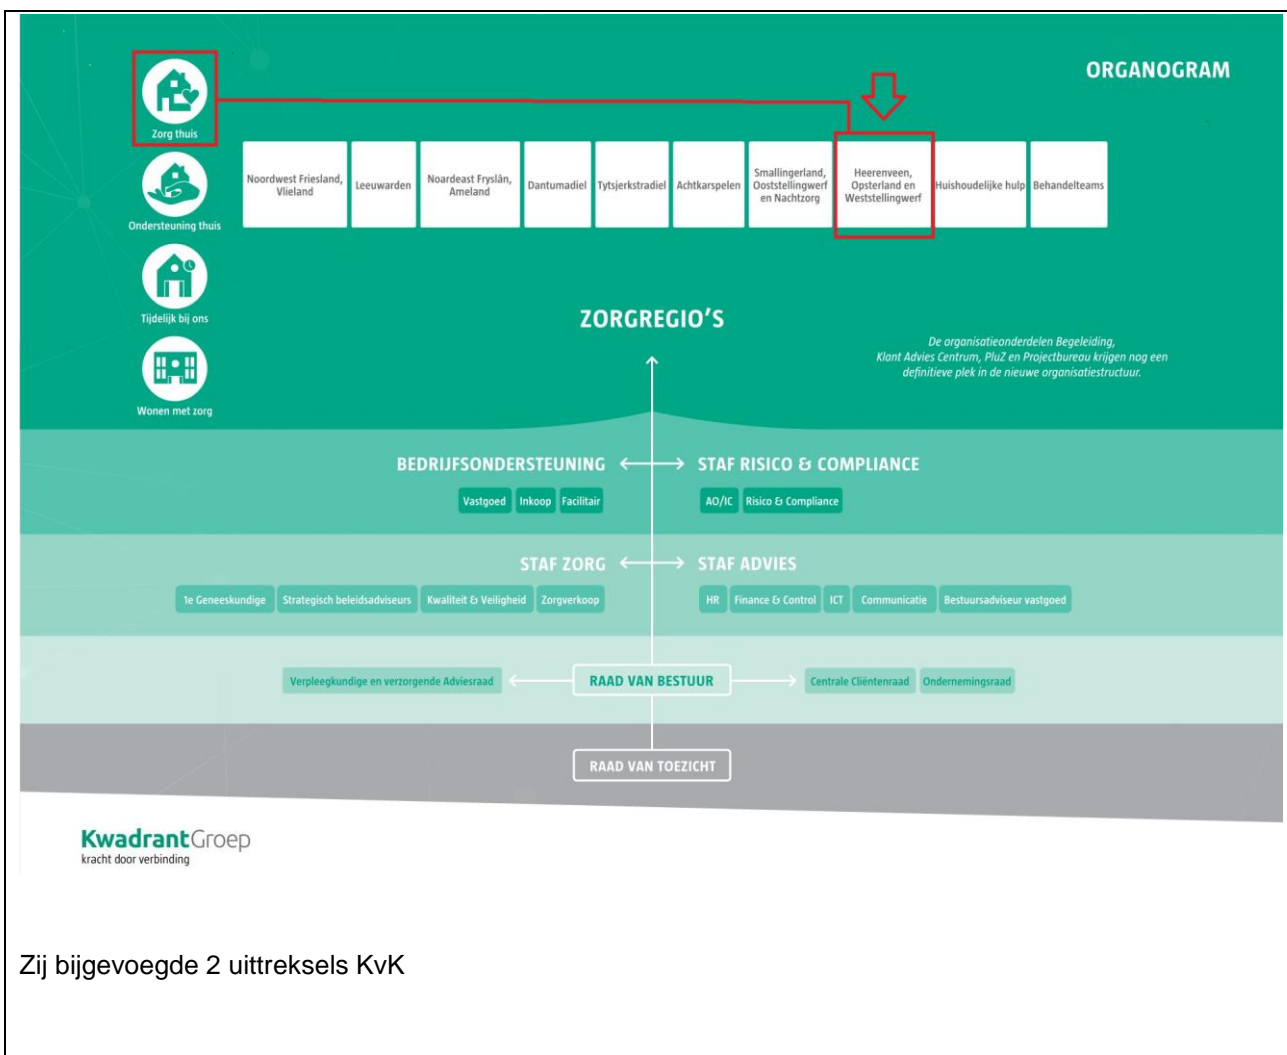 ORGANOGRAM
Zorg thuis
Ondersteuning thuis
Tijdelijk bij ons
Wonen met zorg
Noordwest Friesland,
Vlieland
Leeuwarden
Noardeast Fryslân,
Ameland
Dantumadiel
Tytsjerkstradiel
Achtkarspelen
Smallingerland,
Ooststellingwerf
en Nachtzorg
Heerenveen,
Opsterland en
Weststellingwerf
Huishoudelijke hulp
Behandelteams
ZORGREGIO'S
De organisatieonderdelen Begeleiding,
Klant Advies Centrum, PluZ en Projectbureau krijgen nog een
definitieve plek in de nieuwe organisatiestructuur.
BEDRIJFSONDERSTEUNING
Vastgoed
Inkoop
Facilitair
STAF RISICO & COMPLIANCE
AO/IC
Risico & Compliance
STAF ZORG
1e Geneeskundige
Strategisch beleidsadviseurs
Kwaliteit & Veiligheid
Zorgverkoop
STAF ADVIES
HR
Finance & Control
ICT
Communicatie
Bestuursadviseur vastgoed
Verpleegkundige en verzorgende Adviesraad
RAAD VAN BESTUUR
Centrale Cliëntenraad
Ondernemingsraad
RAAD VAN TOEZICHT
KwadrantGroep
kracht door verbinding
Zij bijgevoegde 2 uittreksels KvK